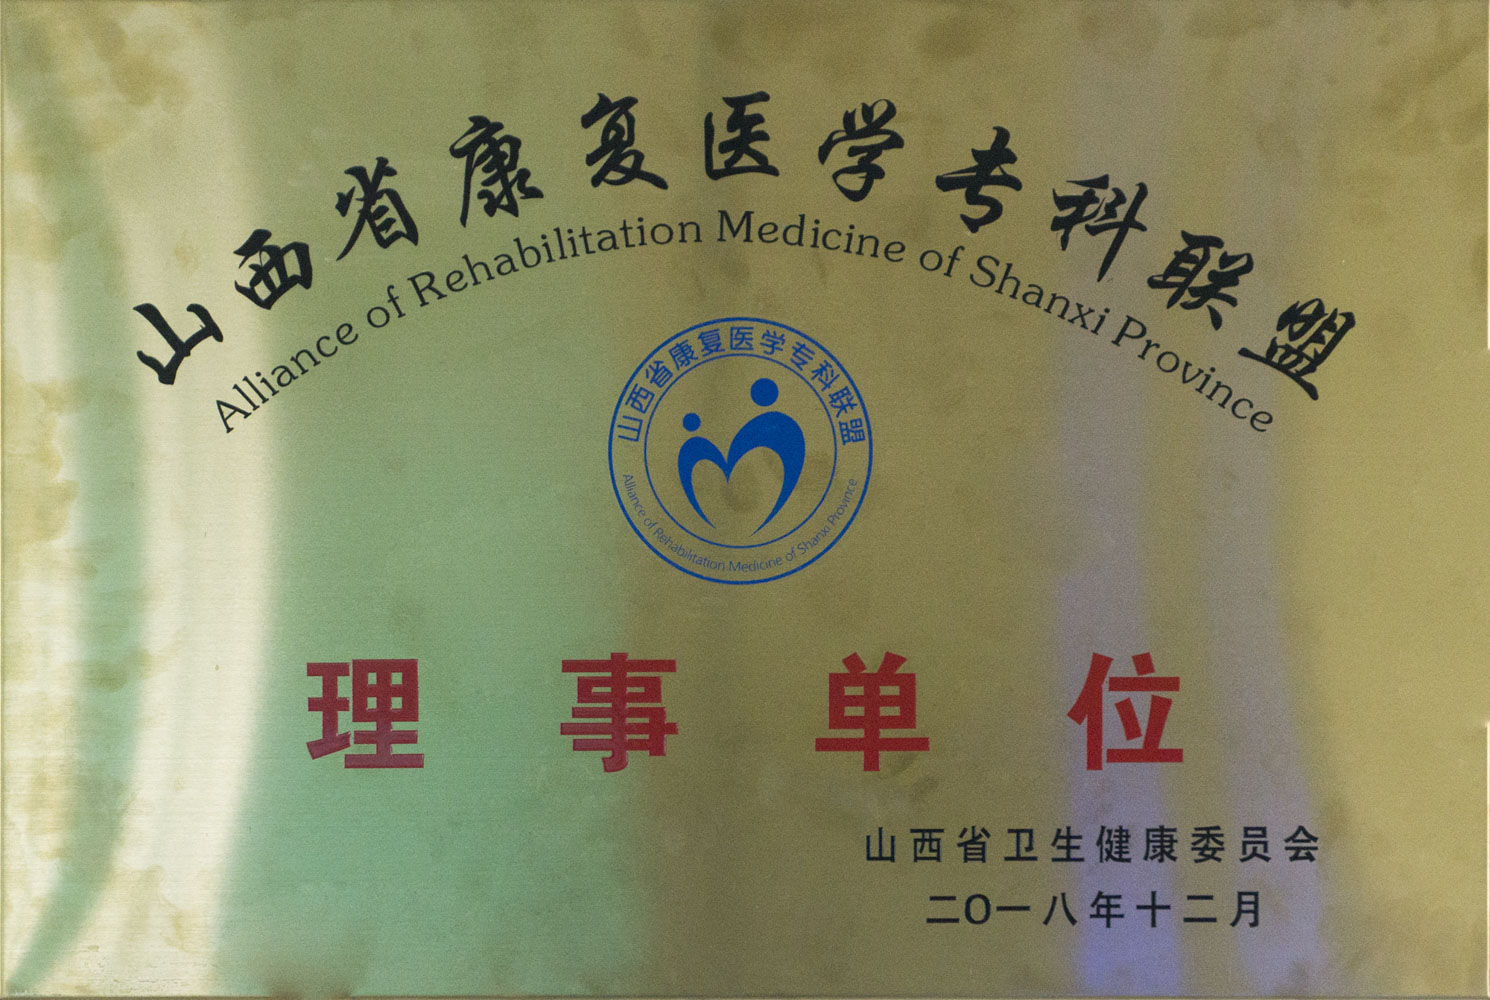 山西省康复医学专科联盟
Alliance of Rehabilitation Medicine of Shanxi Province
山西省康复医学专科联盟
Alliance of Rehabilitation Medicine of Shanxi Province
理事单位
山西省卫生健康委员会
二〇一八年十二月